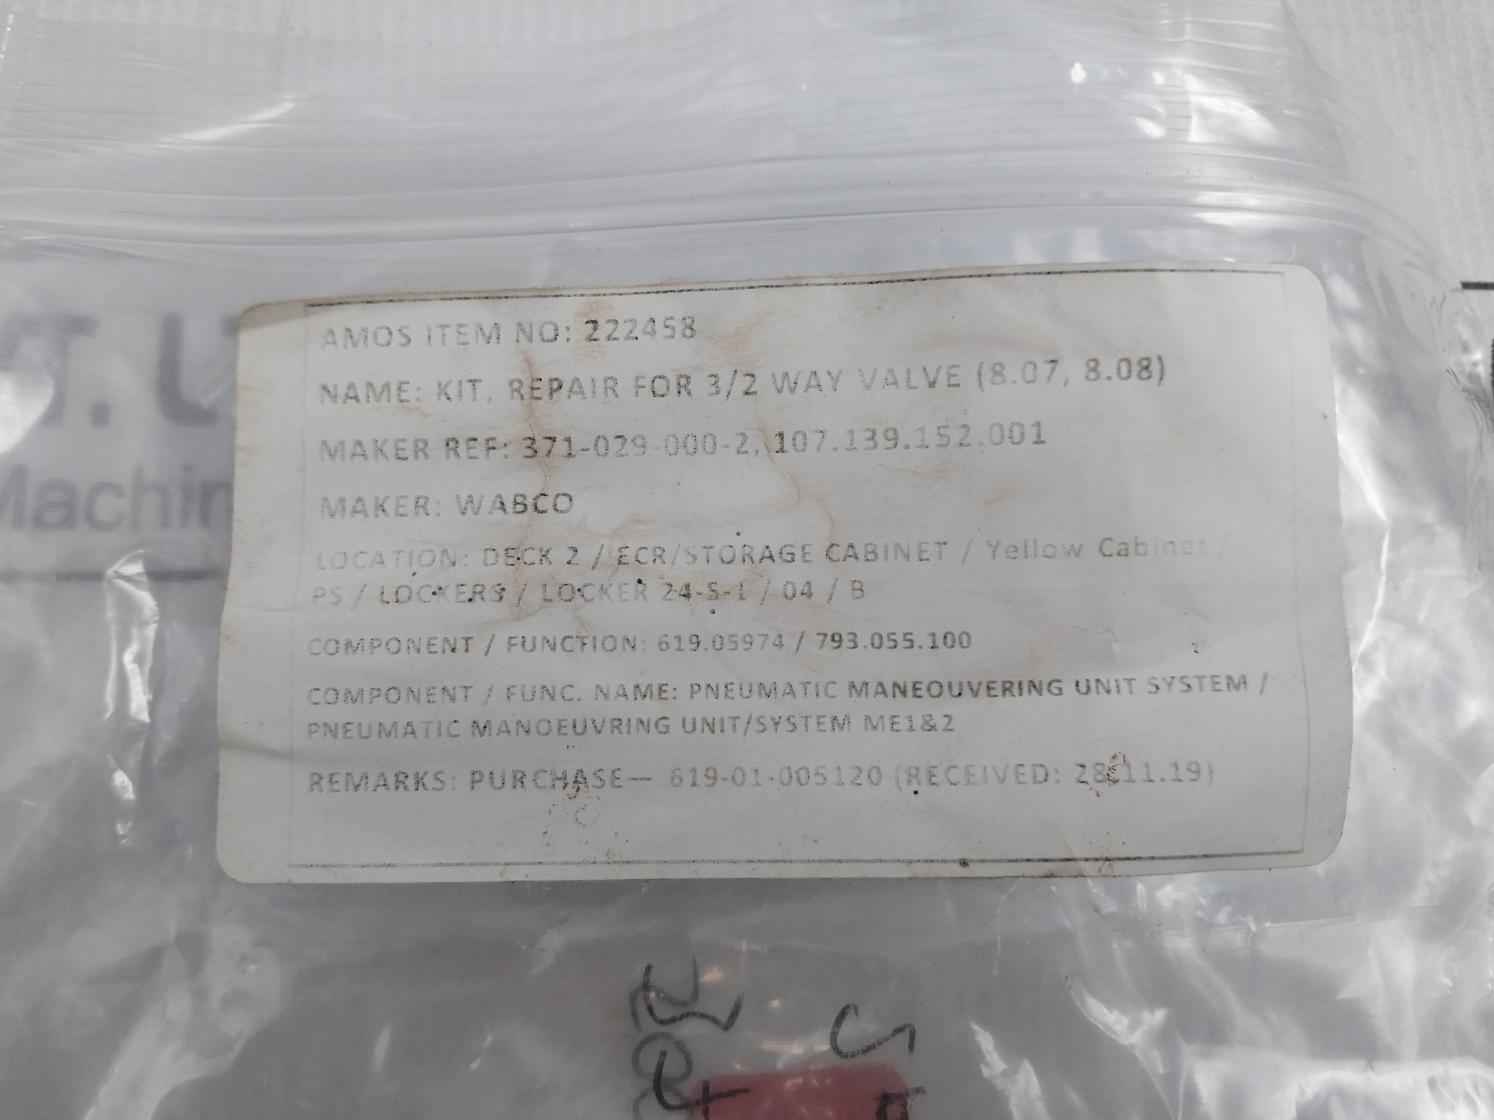 AMOS ITEM NO: 222458
NAME: KIT, REPAIR FOR 3/2 WAY VALVE (8.07, 8.08)
MAKER REF: 371-029-000-2, 107.139.152.001
MAKER: WABCO
LOCATION: DECK 2 / ECR/STORAGE CABINET / Yellow Cabinet
PS / LOCKERS / LOCKER 24-S-1 / 04 / B
COMPONENT / FUNCTION: 619.05974 / 793.055.100
COMPONENT / FUNC. NAME: PNEUMATIC MANEOUVERING UNIT SYSTEM /
PNEUMATIC MANOEUVRING UNIT/SYSTEM ME1&2
REMARKS: PURCHASE— 619-01-005120 (RECEIVED: 28.11.19)